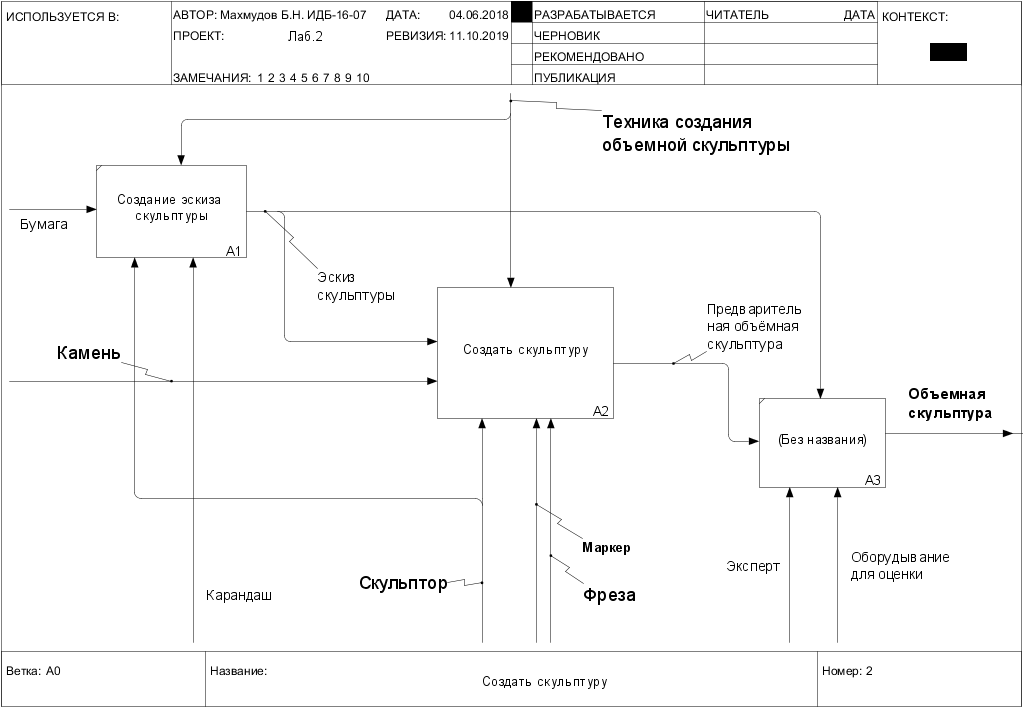 ИСПОЛЬЗУЕТСЯ В:
АВТОР: Махмудов Б.Н. ИДБ-16-07
ДАТА: 04.06.2018
РАЗРАБАТЫВАЕТСЯ
ЧИТАТЕЛЬ
ДАТА
КОНТЕКСТ:
ПРОЕКТ: Лаб.2
РЕВИЗИЯ: 11.10.2019
ЧЕРНОВИК
РЕКОМЕНДОВАНО
ЗАМЕЧАНИЯ: 1 2 3 4 5 6 7 8 9 10
ПУБЛИКАЦИЯ
Техника создания
объемной скульптуры
Создание эскиза
скульптуры
A1
Бумага
Эскиз
скульптуры
Камень
Создать скульптуру
A2
Предваритель
ная объёмная
скульптура
Объемная
скульптура
(Без названия)
A3
Маркер
Скульптор
Фреза
Карандаш
Эксперт
Оборудывание
для оценки
Ветка: A0
Название:
Создать скульптуру
Номер: 2